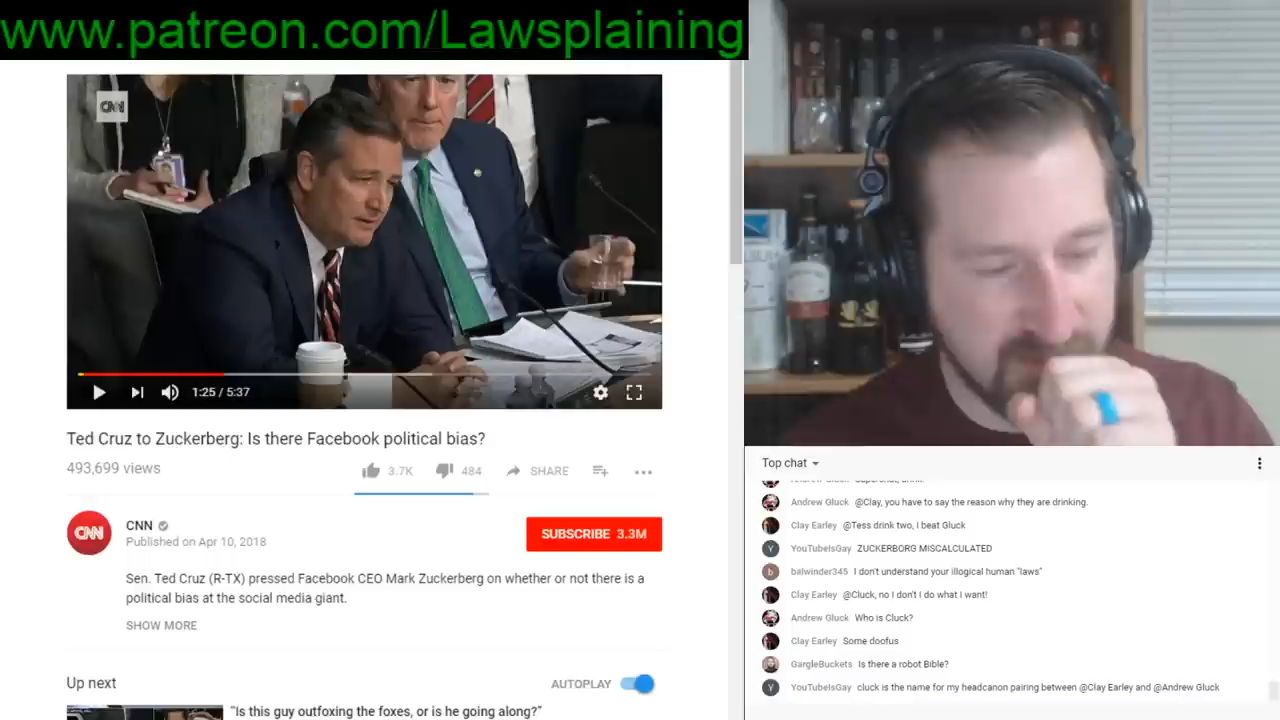 www.patreon.com/Lawsplaining
CNN
1:25 / 5:37
Ted Cruz to Zuckerberg: Is there Facebook political bias?
493,699 views
3.7K
484
SHARE
CNN
CNN
Published on Apr 10, 2018
SUBSCRIBE 3.3M
Sen. Ted Cruz (R-TX) pressed Facebook CEO Mark Zuckerberg on whether or not there is a
political bias at the social media giant.
SHOW MORE
Up next
AUTOPLAY
"Is this guy outfoxing the foxes, or is he going along?"
Top chat
Andrew Gluck @Clay, you have to say the reason why they are drinking.
Clay Earley @Tess drink two, I beat Gluck
YouTubeIsGay ZUCKERBORG MISCALCULATED
balwinder345 I don't understand your illogical human "laws"
Clay Earley @Cluck, no I don't I do what I want!
Andrew Gluck Who is Cluck?
Clay Earley Some doofus
GargleBuckets Is there a robot Bible?
YouTubeIsGay cluck is the name for my headcanon pairing between @Clay Earley and @Andrew Gluck